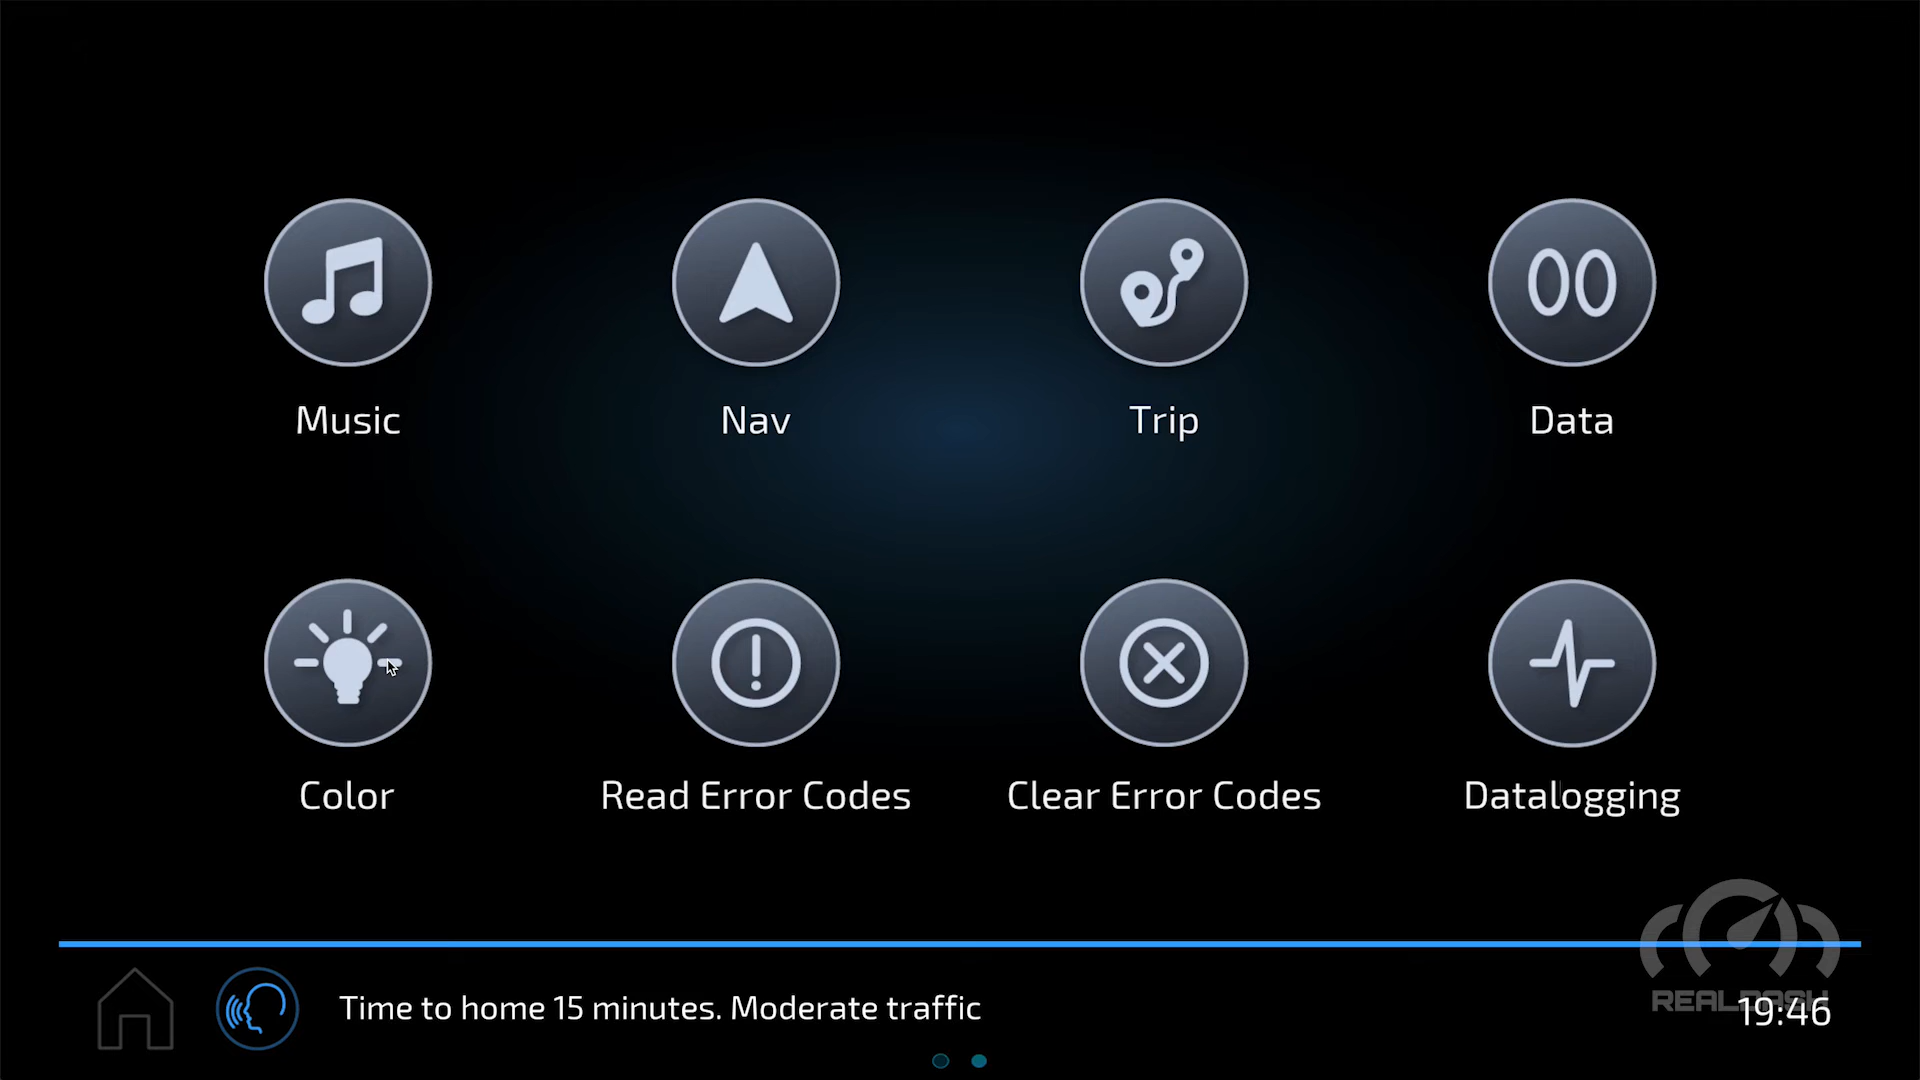 Music
Nav
Trip
Data
Color
Read Error Codes
Clear Error Codes
Datalogging
Time to home 15 minutes. Moderate traffic
REALDASH
19:46